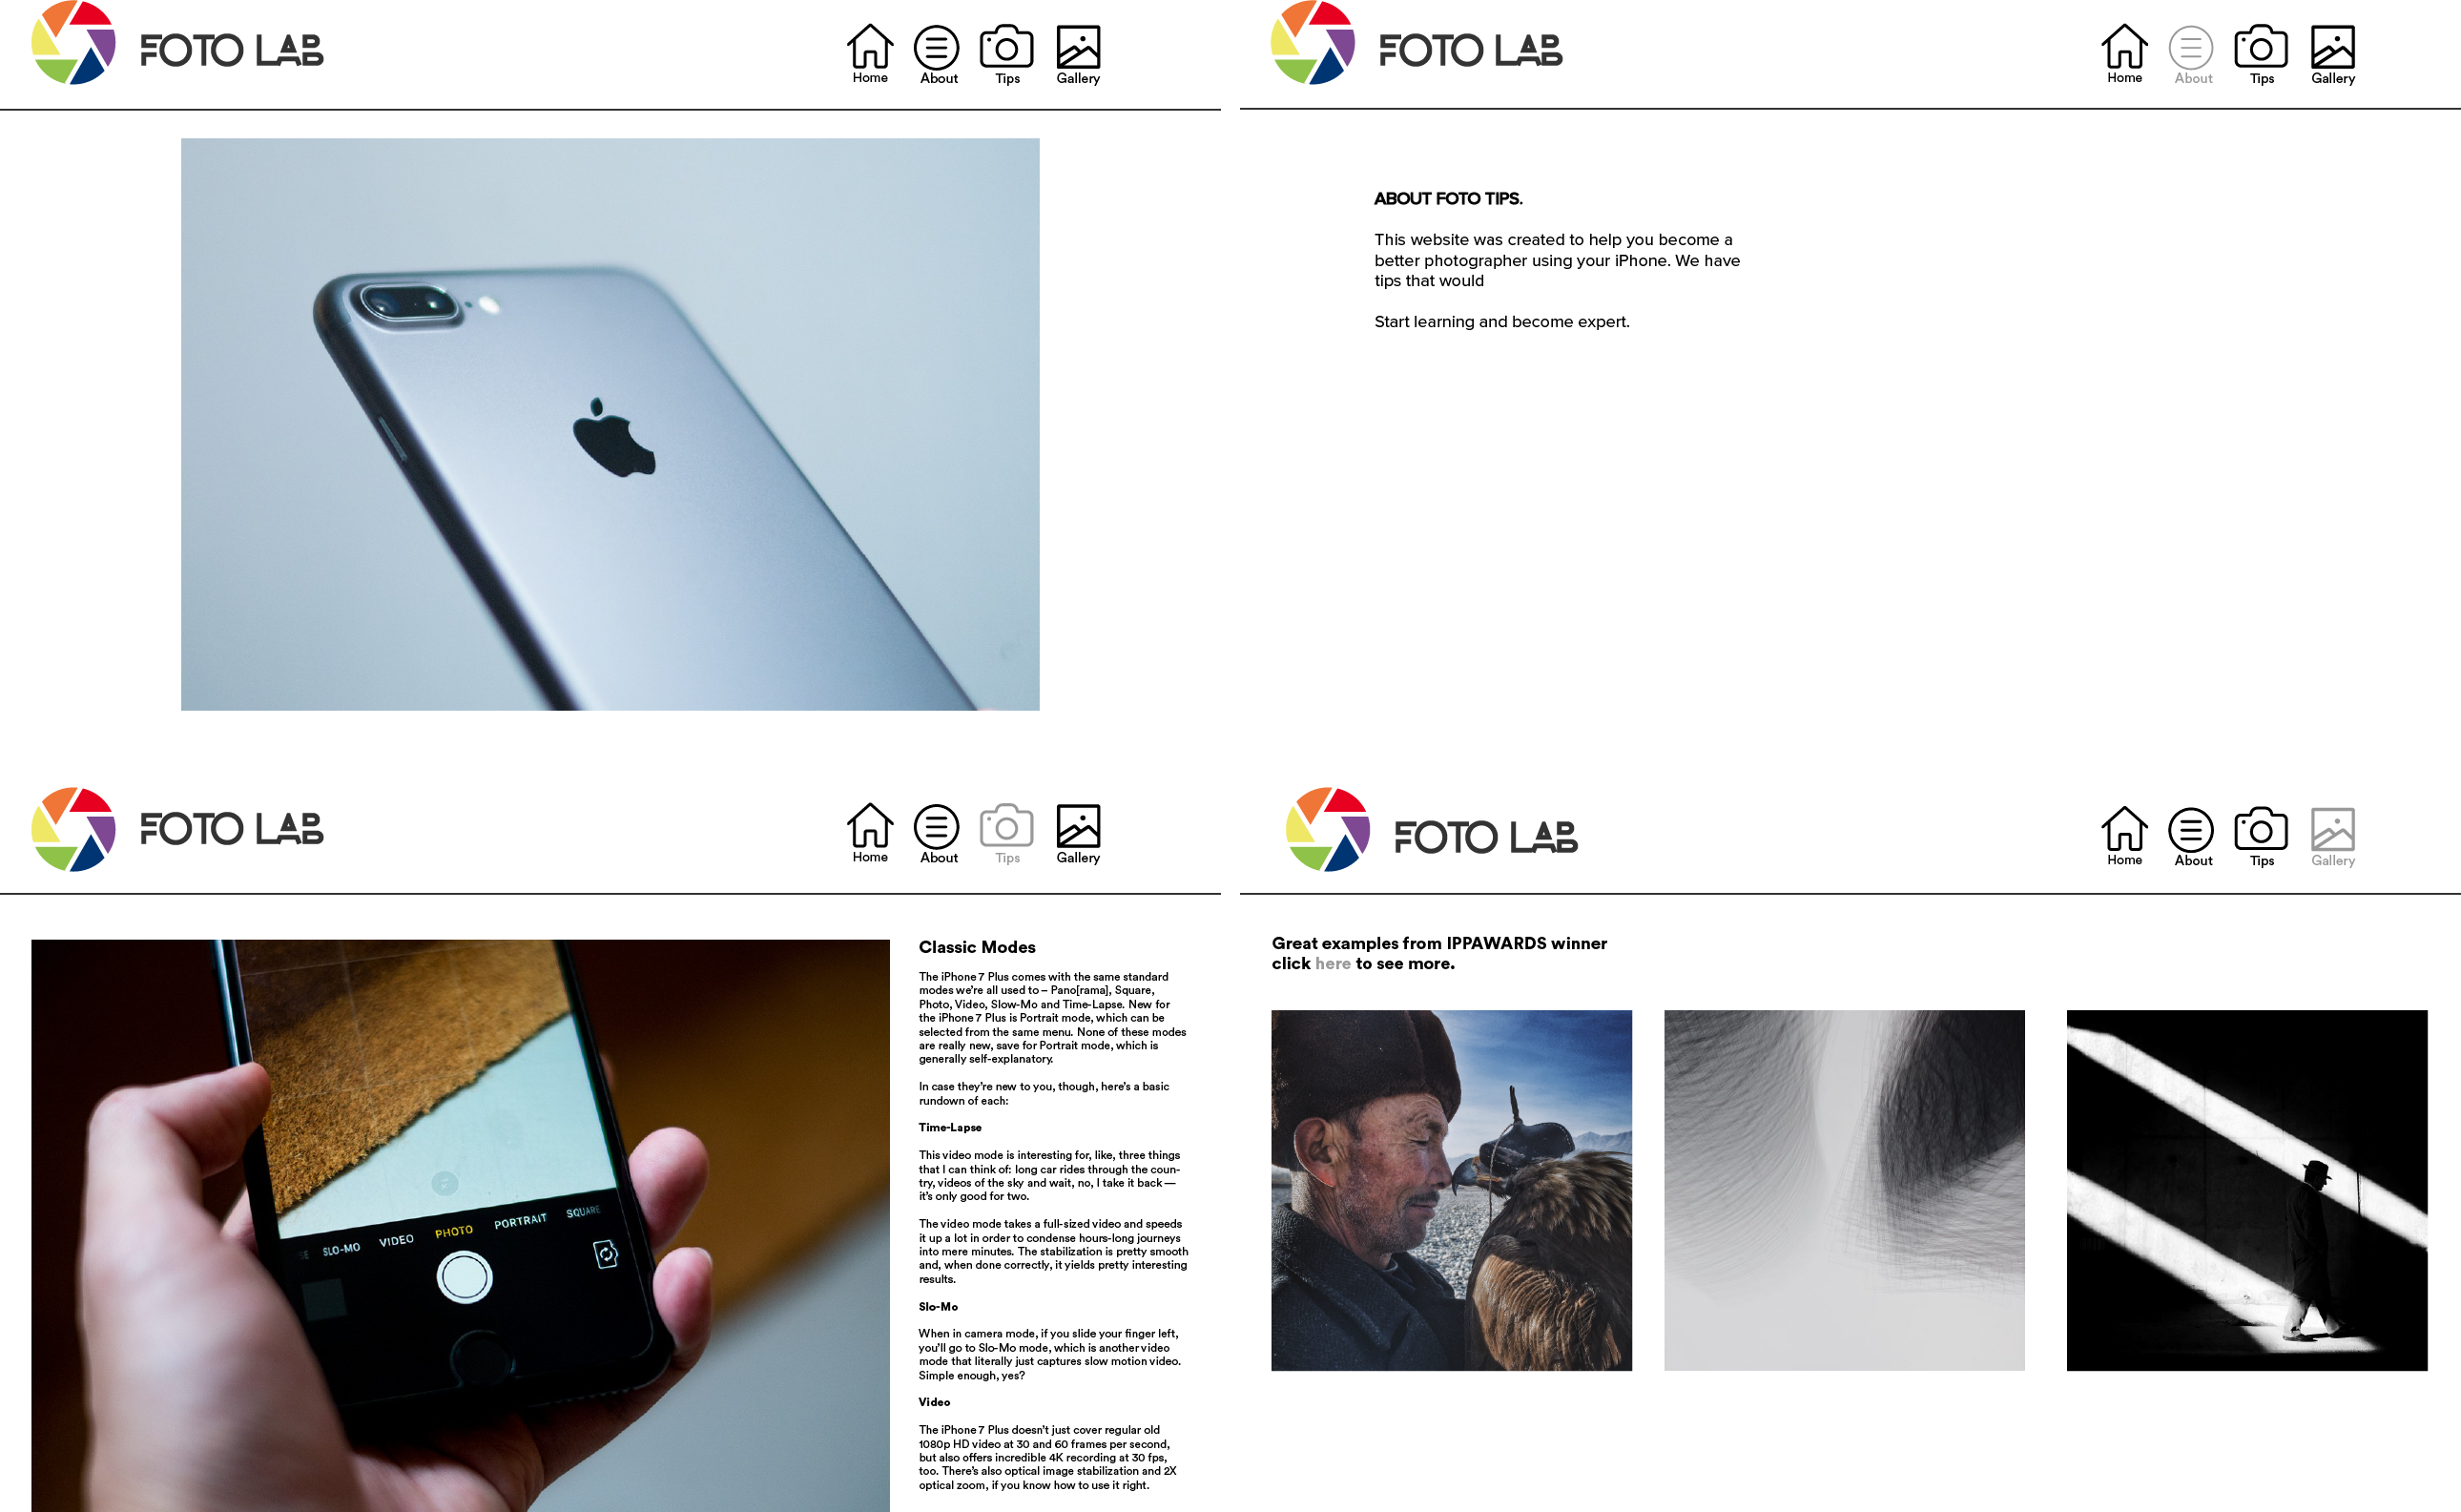 FOTO LAB
Home About Tips Gallery
FOTO LAB
Home About Tips Gallery
ABOUT FOTO TIPS.
This website was created to help you become a
better photographer using your iPhone. We have
tips that would
Start learning and become expert.
FOTO LAB
Home About Tips Gallery
SLO-MO VIDEO PHOTO PORTRAIT SQUARE
Classic Modes
The iPhone 7 Plus comes with the same standard
modes we're all used to – Pano[rama], Square,
Photo, Video, Slow-Mo and Time-Lapse. New for
the iPhone 7 Plus is Portrait mode, which can be
selected from the same menu. None of these modes
are really new, save for Portrait mode, which is
generally self-explanatory.
In case they're new to you, though, here's a basic
rundown of each:
Time-Lapse
This video mode is interesting for, like, three things
that I can think of: long car rides through the coun-
try, videos of the sky and wait, no, I take it back —
it's only good for two.
The video mode takes a full-sized video and speeds
it up a lot in order to condense hours-long journeys
into mere minutes. The stabilization is pretty smooth
and, when done correctly, it yields pretty interesting
results.
Slo-Mo
When in camera mode, if you slide your finger left,
you'll go to Slo-Mo mode, which is another video
mode that literally just captures slow motion video.
Simple enough, yes?
Video
The iPhone 7 Plus doesn't just cover regular old
1080p HD video at 30 and 60 frames per second,
but also offers incredible 4K recording at 30 fps,
too. There's also optical image stabilization and 2X
optical zoom, if you know how to use it right.
FOTO LAB
Home About Tips Gallery
Great examples from IPPAWARDS winner
click here to see more.